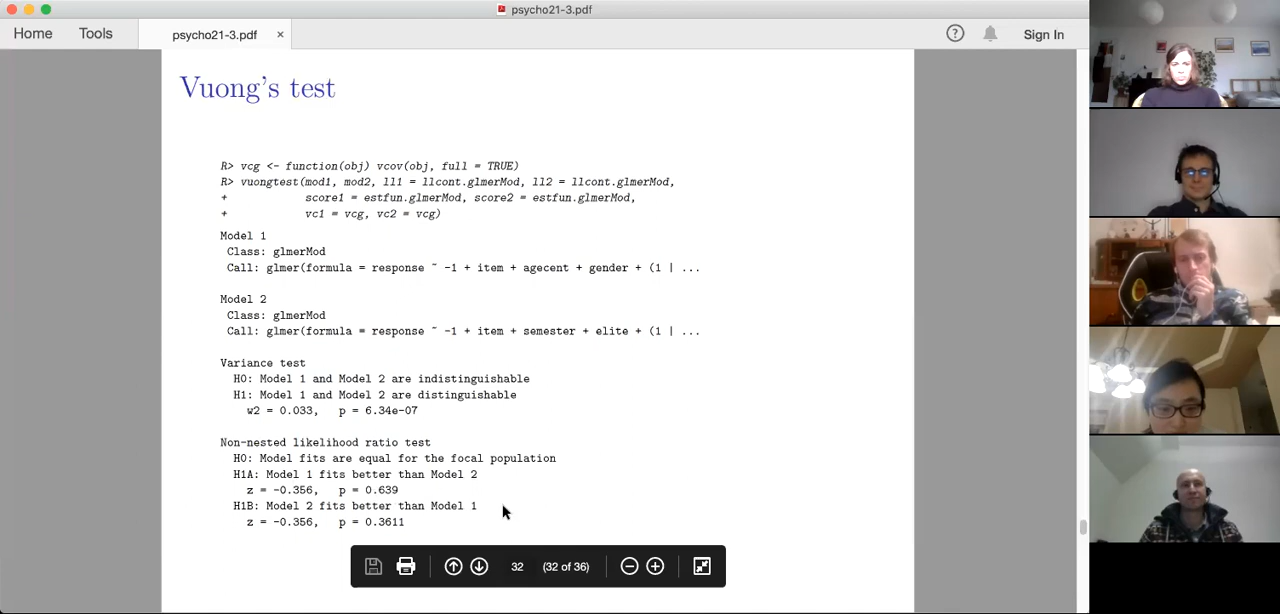 psycho21-3.pdf
Home
Tools
psycho21-3.pdf
×
?
Sign In
Vuong's test
R> vcg <- function(obj) vcov(obj, full = TRUE)
R> vuongtest(mod1, mod2, ll1 = llcont.glmerMod, ll2 = llcont.glmerMod,
+ score1 = estfun.glmerMod, score2 = estfun.glmerMod,
+ vc1 = vcg, vc2 = vcg)
Model 1
Class: glmerMod
Call: glmer(formula = response ~ -1 + item + agecent + gender + (1 | ...
Model 2
Class: glmerMod
Call: glmer(formula = response ~ -1 + item + semester + elite + (1 | ...
Variance test
H0: Model 1 and Model 2 are indistinguishable
H1: Model 1 and Model 2 are distinguishable
w2 = 0.033, p = 6.34e-07
Non-nested likelihood ratio test
H0: Model fits are equal for the focal population
H1A: Model 1 fits better than Model 2
z = -0.356, p = 0.639
H1B: Model 2 fits better than Model 1
z = -0.356, p = 0.3611
32 (32 of 36)